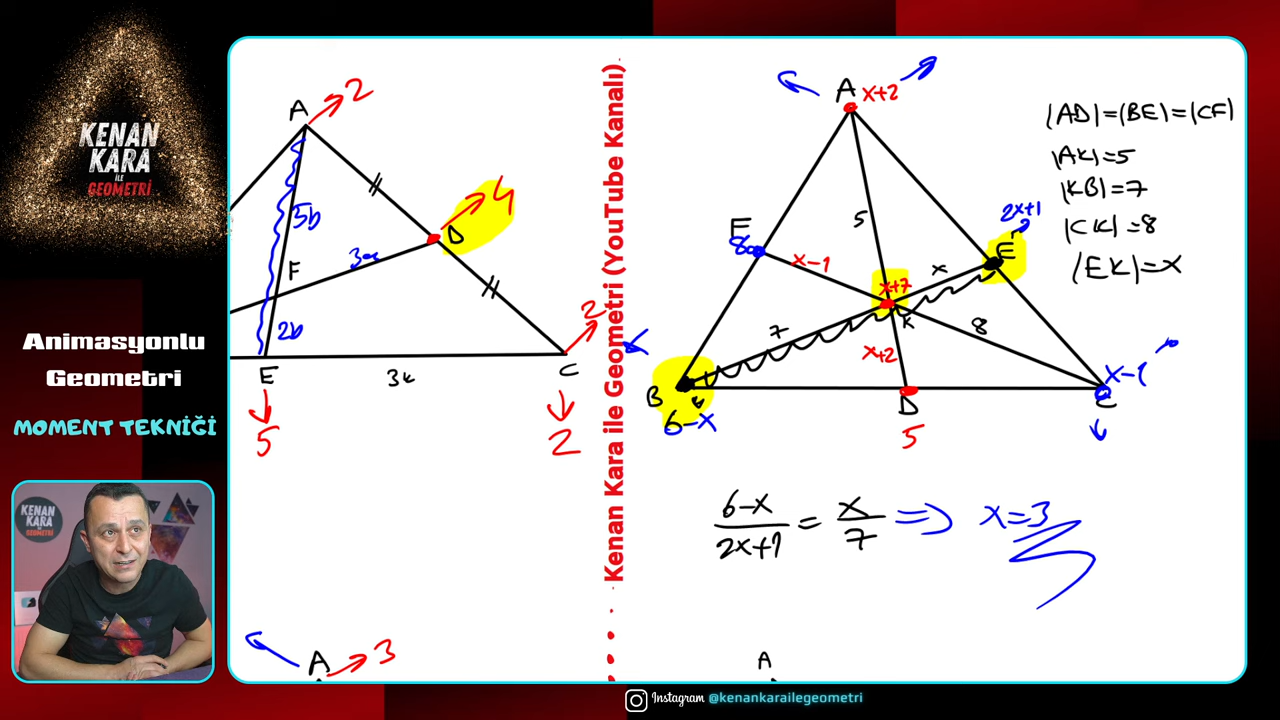 KENAN
KARA
İLE
GEOMETRİ
Animasyonlu
Geometri
MOMENT TEKNİĞİ
KENAN
KARA
GEOMETRİ
A
2
5b
D
4
F
3a
2b
E
3k
C
2
5
2
Kenan Kara ile Geometri (YouTube Kanalı)
A
x+2
5
F
8
x-1
x+7
K
x
E
2x+1
7
8
x+2
B
6
6-x
D
5
C
x-1
|AD|=|BE|=|CF|
|AK|=5
|KB|=7
|CK|=8
|EK|=x
6-x / 2x+1 = x / 7 ⇒ x=3
A
3
A
Instagram @kenankarailegeometri